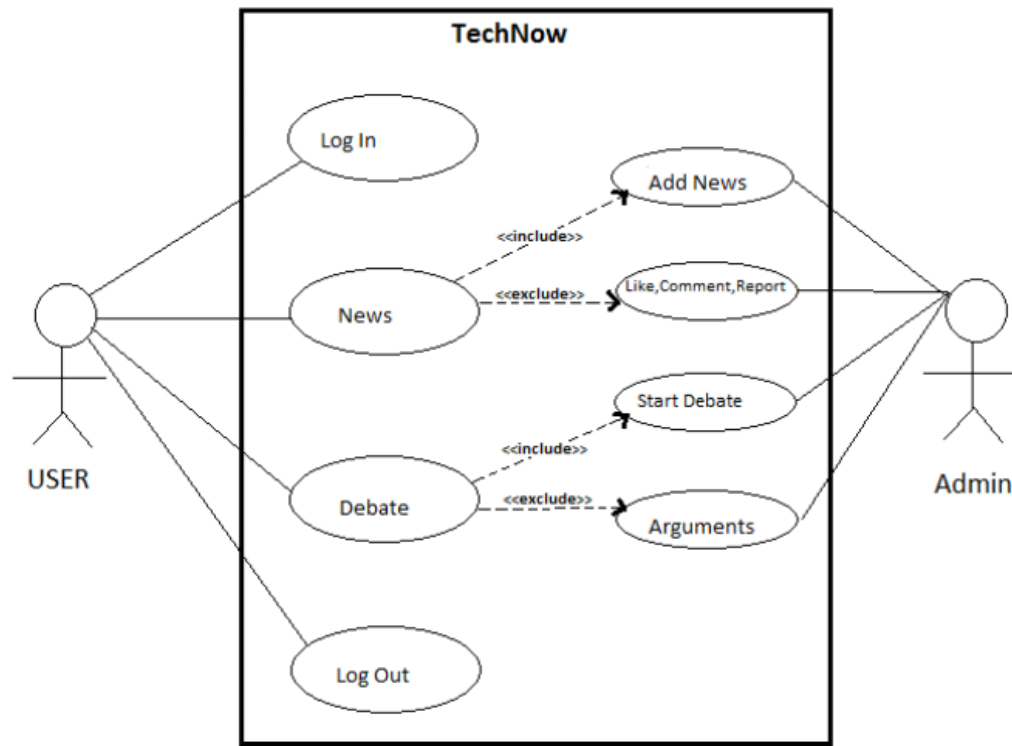 TechNow
Log In
Add News
<<include>>
Like,Comment,Report
<<exclude>>
News
Start Debate
<<include>>
USER
Admin
<<exclude>>
Debate
Arguments
Log Out